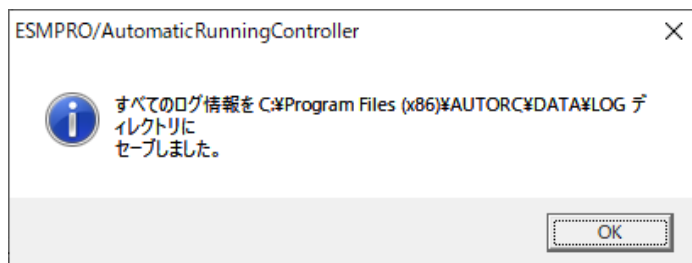 ESMPRO/AutomaticRunningController
すべてのログ情報を C:¥Program Files (x86)¥AUTORC¥DATA¥LOG デ
ィレクトリに
セーブしました。
OK